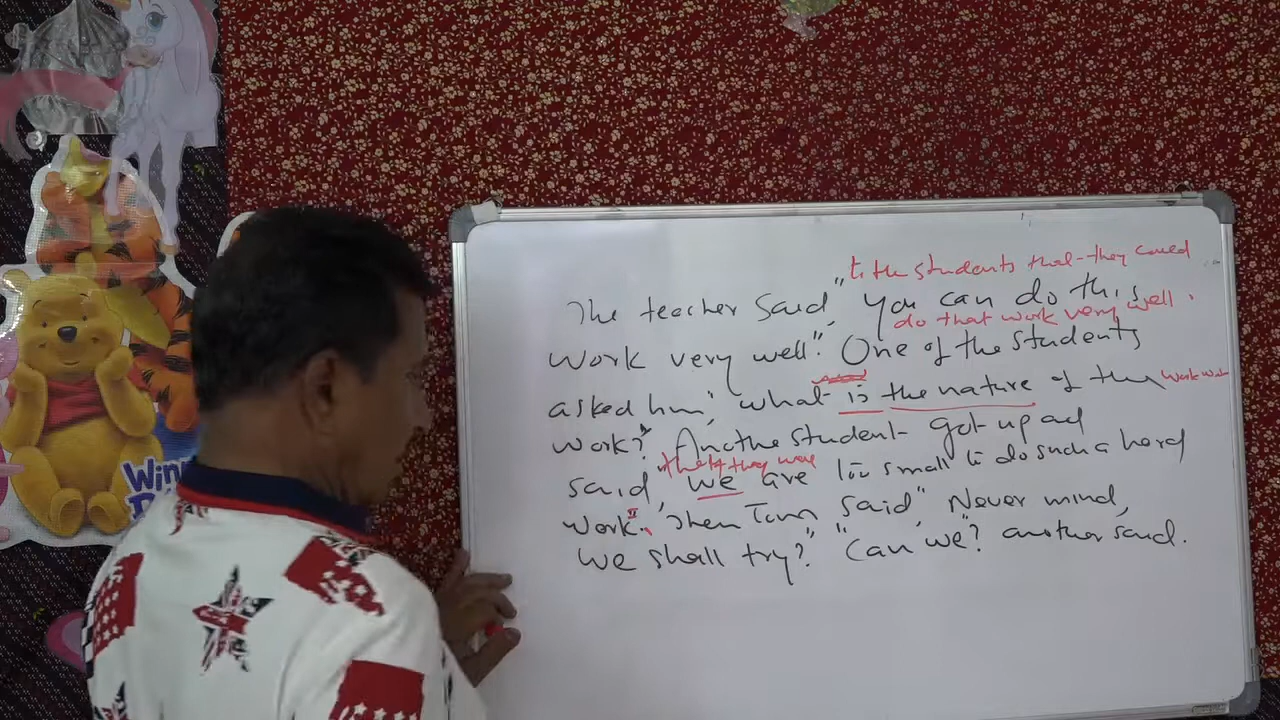 to the students that they could
The teacher said, "You can do this
do that work very well.
work very well". One of the students
asked him, "what is the nature of the
work was
work?" Another student got up and
that they were
said, "we are too small to do such a hard
work". Then Tom said "Never mind,
we shall try?" "Can we"? another said.
Winn